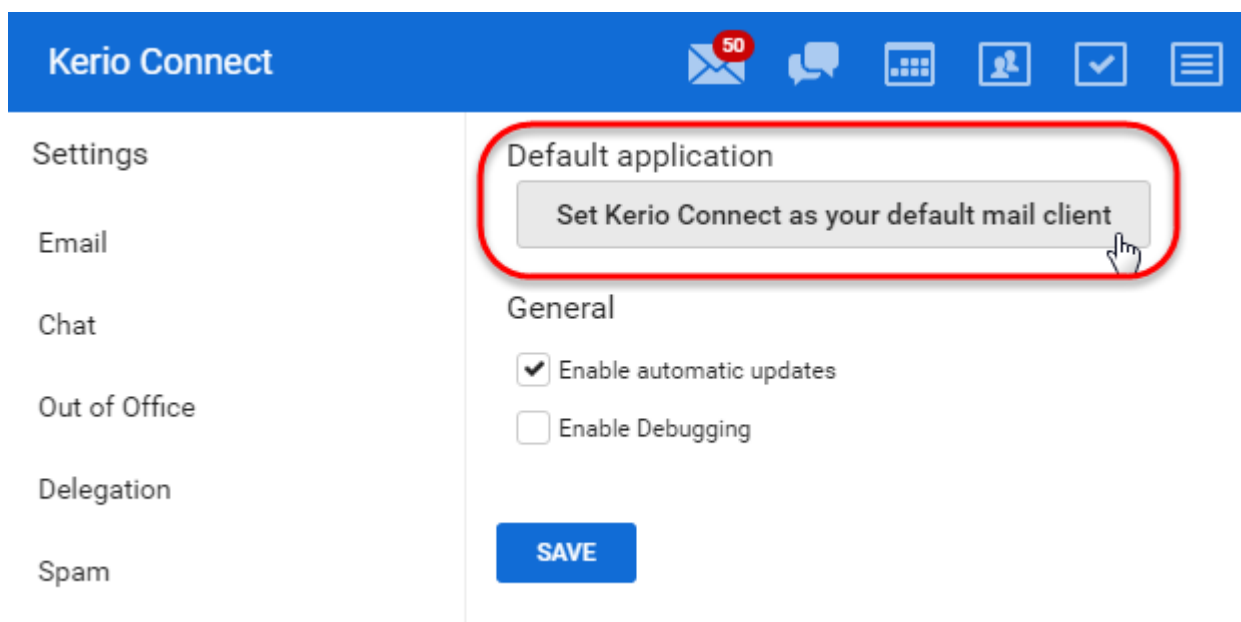 Kerio Connect
50
Settings
Email
Chat
Out of Office
Delegation
Spam
Default application
Set Kerio Connect as your default mail client
General
Enable automatic updates
Enable Debugging
SAVE